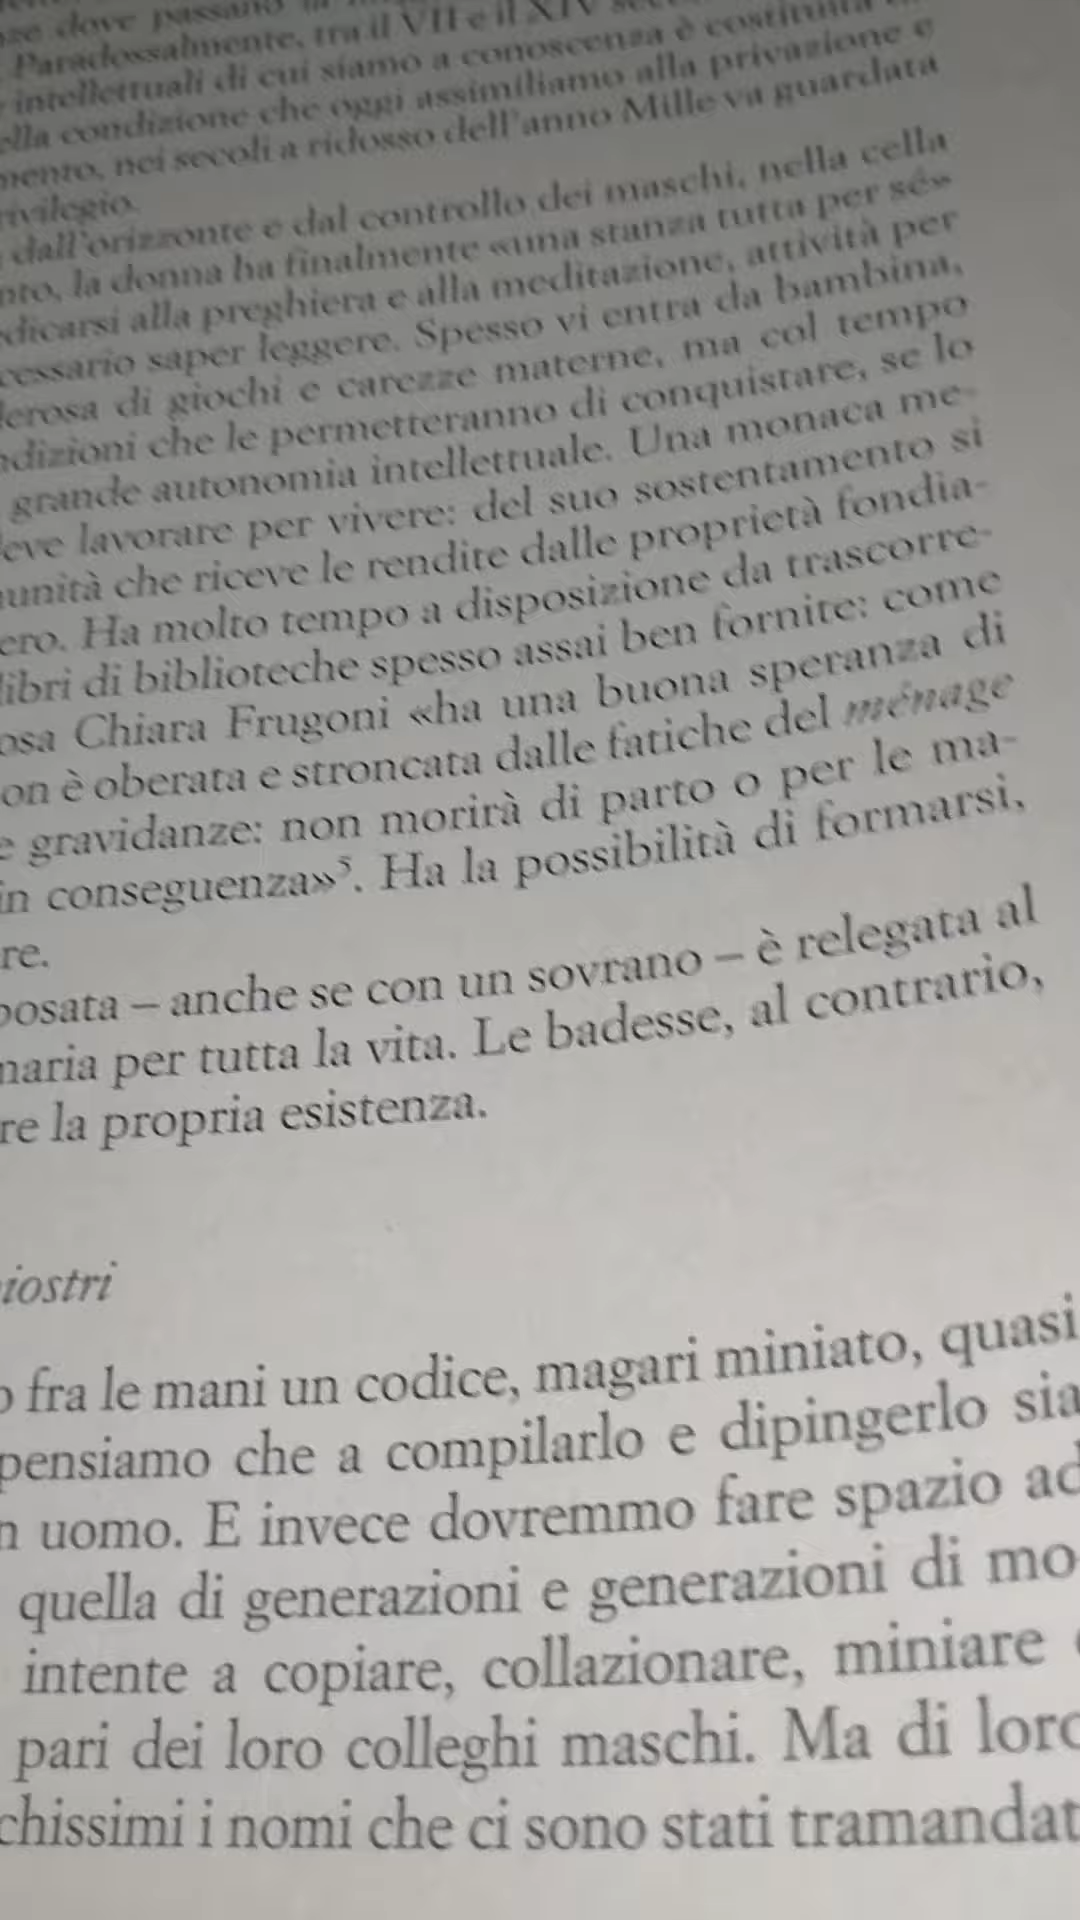 dove passano
Paradossalmente, tra il VII e il XIV
intellettuali di cui siamo a conoscenza è costituita
condizione che oggi assimiliamo alla privazione e
mento, nei secoli a ridosso dell'anno Mille va guardata
rivilegio.
dall'orizzonte e dal controllo dei maschi, nella cella
nto, la donna ha finalmente «una stanza tutta per sé»
edicarsi alla preghiera e alla meditazione, attività per
cessario saper leggere. Spesso vi entra da bambina,
derosa di giochi e carezze materne, ma col tempo
ndizioni che le permetteranno di conquistare, se lo
grande autonomia intellettuale. Una monaca me-
deve lavorare per vivere: del suo sostentamento si
unità che riceve le rendite dalle proprietà fondia-
ero. Ha molto tempo a disposizione da trascorre-
libri di biblioteche spesso assai ben fornite: come
osa Chiara Frugoni «ha una buona speranza di
on è oberata e stroncata dalle fatiche del ménage
e gravidanze: non morirà di parto o per le ma-
in conseguenza»⁵. Ha la possibilità di formarsi,
re.
posata – anche se con un sovrano – è relegata al
naria per tutta la vita. Le badesse, al contrario,
re la propria esistenza.
iostri
o fra le mani un codice, magari miniato, quasi
pensiamo che a compilarlo e dipingerlo sia
n uomo. E invece dovremmo fare spazio ad
quella di generazioni e generazioni di mo-
intente a copiare, collazionare, miniare
pari dei loro colleghi maschi. Ma di loro
chissimi i nomi che ci sono stati tramandat